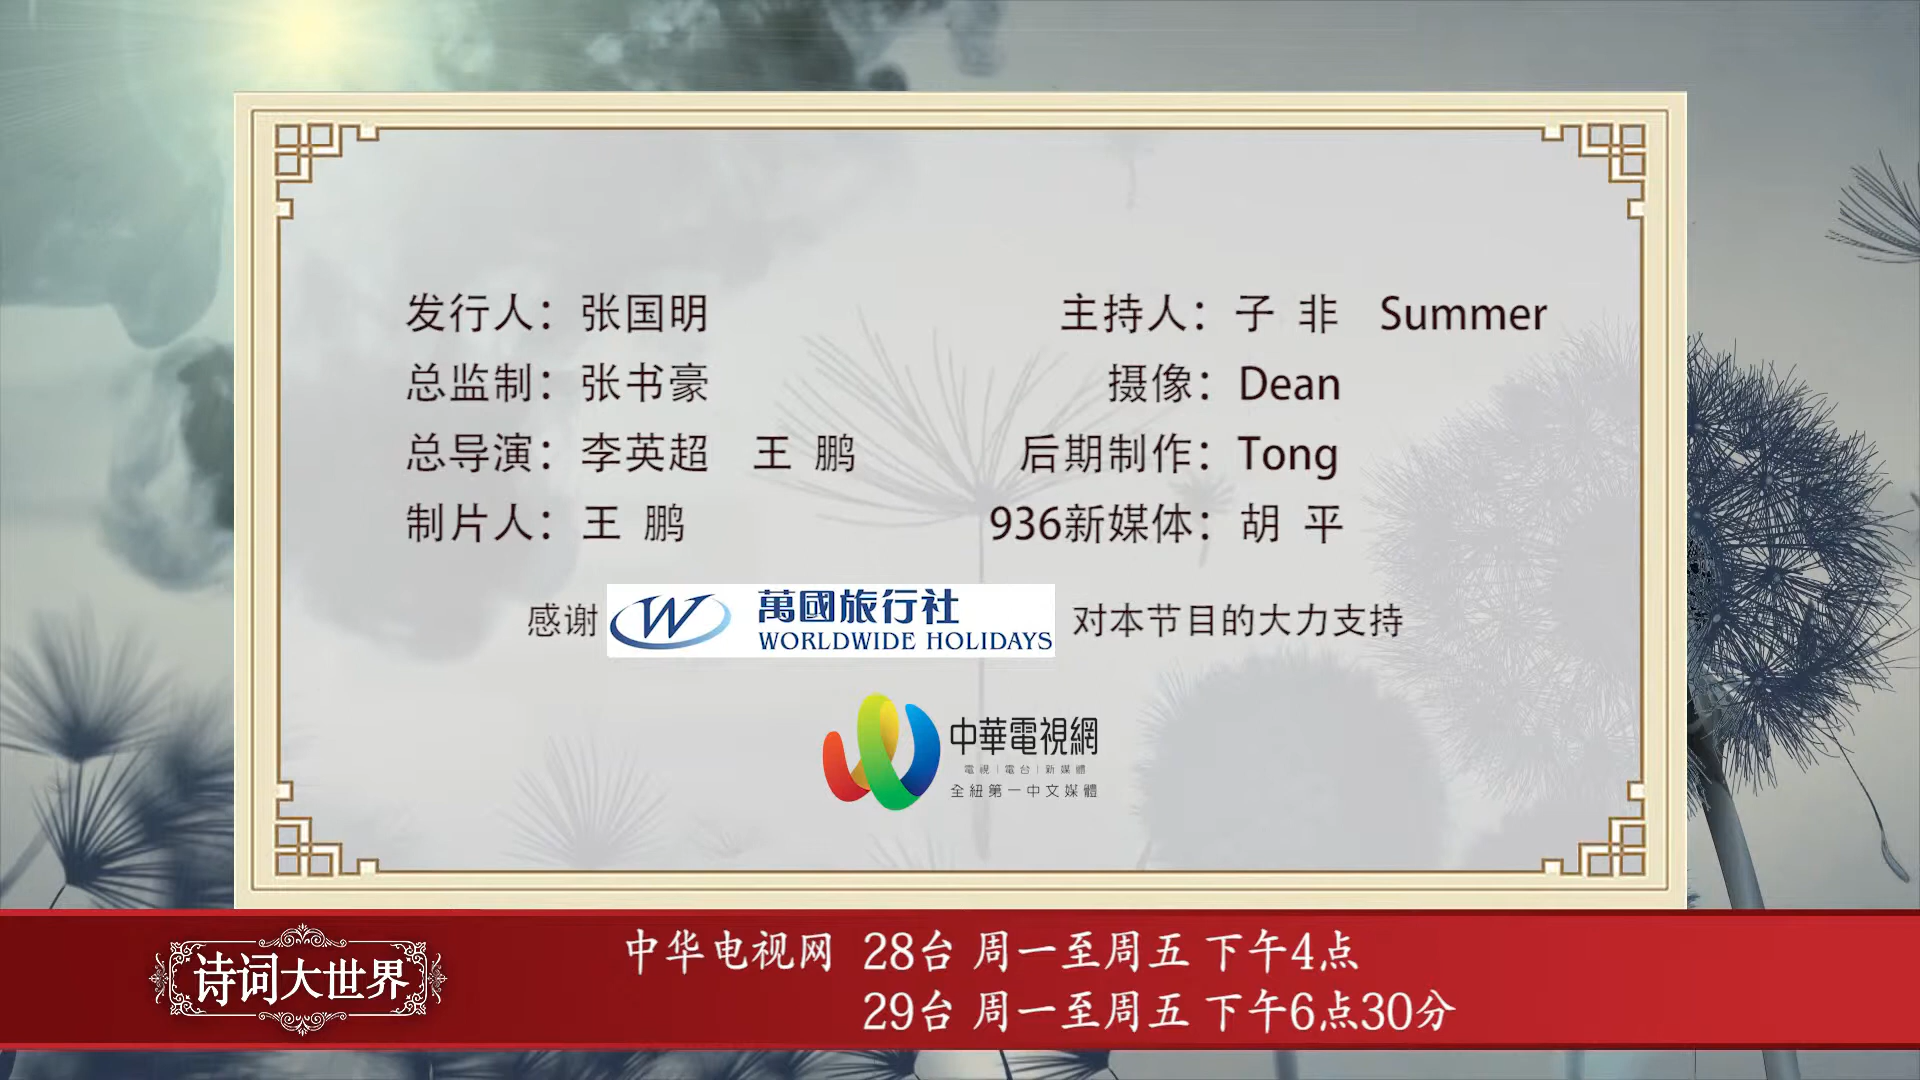 发行人：张国明
总监制：张书豪
总导演：李英超 王 鹏
制片人：王 鹏
主持人：子 非 Summer
摄像：Dean
后期制作：Tong
936新媒体：胡 平
感谢 W 萬國旅行社 WORLDWIDE HOLIDAYS 对本节目的大力支持
中華電視網
電視|電台|新媒體
全紐第一中文媒體
诗词大世界
中华电视网 28台 周一至周五 下午4点
29台 周一至周五 下午6点30分